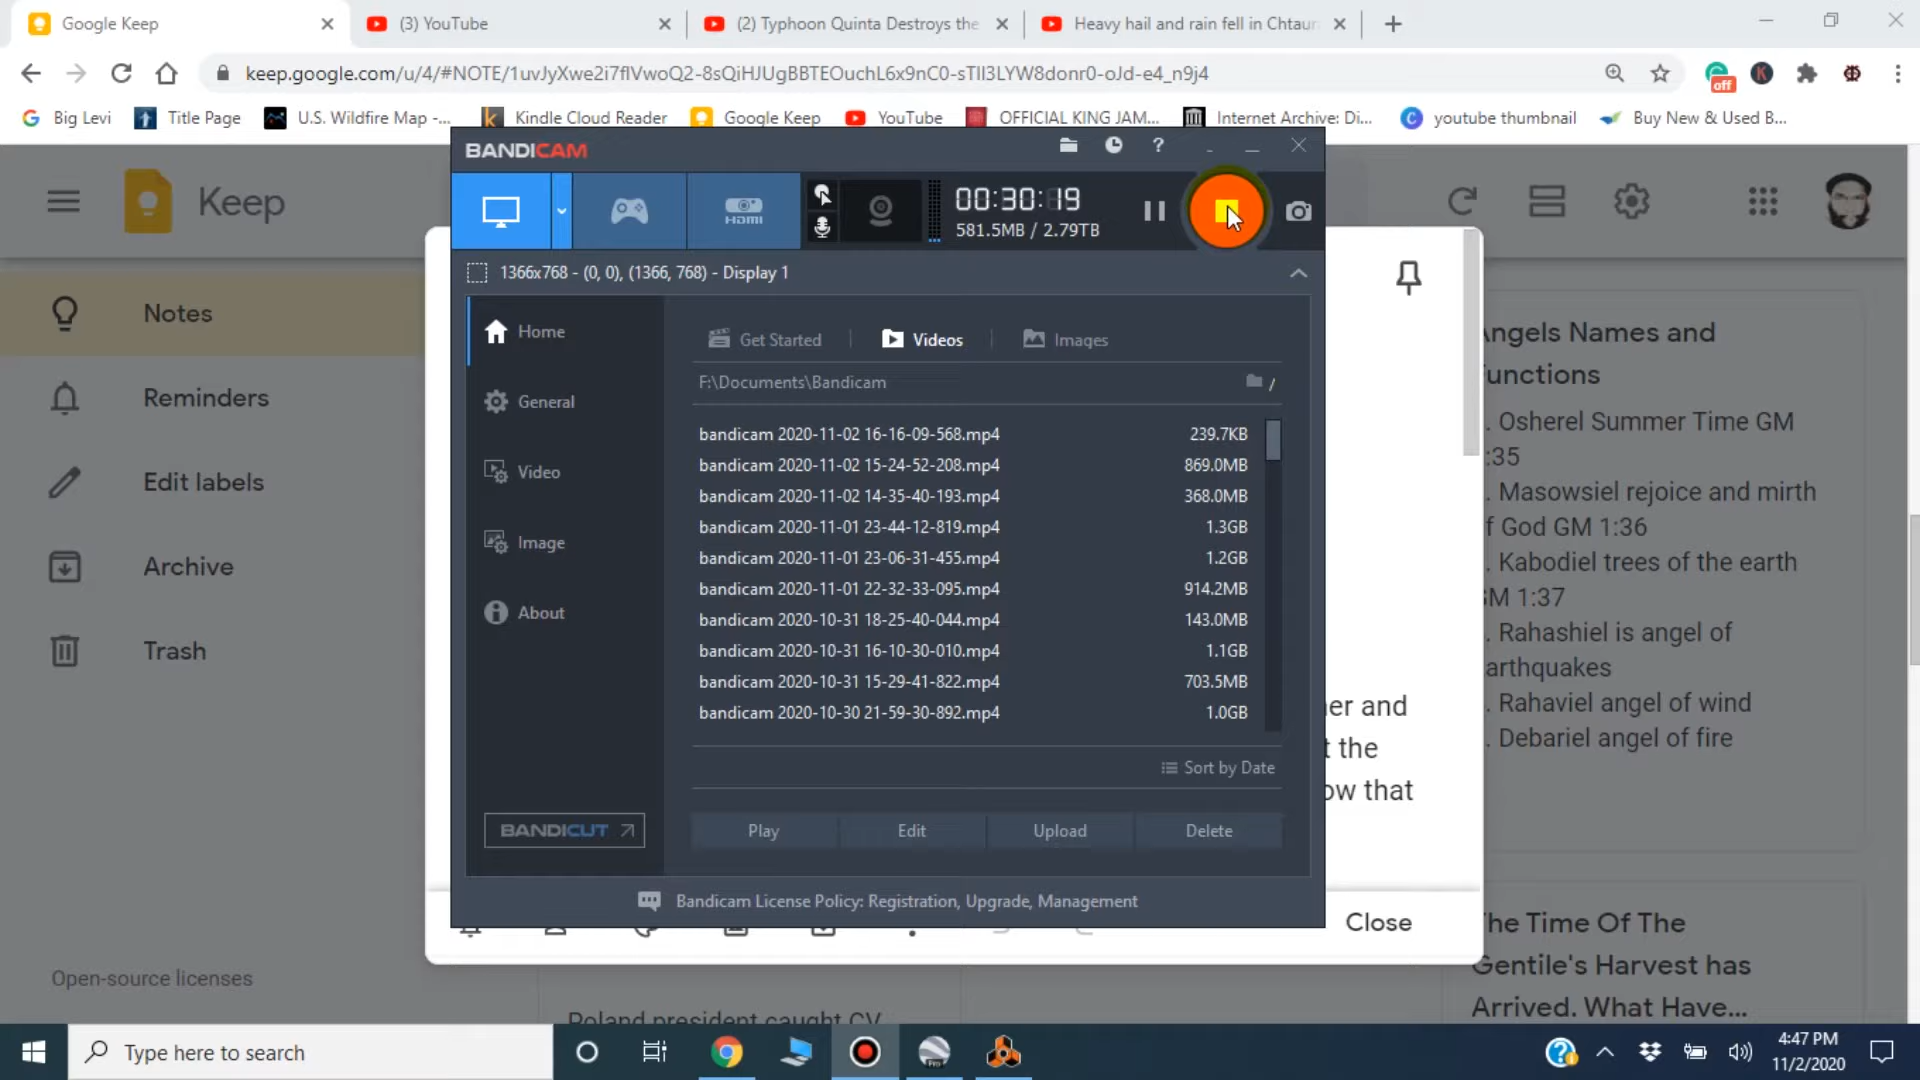 Google Keep
(3) YouTube
(2) Typhoon Quinta Destroys the
Heavy hail and rain fell in Chtaur
keep.google.com/u/4/#NOTE/1uvJyXwe2i7flVwoQ2-8sQiHJUgBBTEOuchL6x9nC0-sTII3LYW8donr0-oJd-e4_n9j4
off
K
Big Levi
Title Page
U.S. Wildfire Map -...
Kindle Cloud Reader
Google Keep
YouTube
OFFICIAL KING JAM...
Internet Archive: Di...
youtube thumbnail
Buy New & Used B...
Keep
Notes
Reminders
Edit labels
Archive
Trash
Open-source licenses
BANDICAM
HDMI
00:30:19
581.5MB / 2.79TB
1366x768 - (0, 0), (1366, 768) - Display 1
Home
General
Video
Image
About
BANDICUT
Get Started
Videos
Images
F:\Documents\Bandicam
/
bandicam 2020-11-02 16-16-09-568.mp4 239.7KB
bandicam 2020-11-02 15-24-52-208.mp4 869.0MB
bandicam 2020-11-02 14-35-40-193.mp4 368.0MB
bandicam 2020-11-01 23-44-12-819.mp4 1.3GB
bandicam 2020-11-01 23-06-31-455.mp4 1.2GB
bandicam 2020-11-01 22-32-33-095.mp4 914.2MB
bandicam 2020-10-31 18-25-40-044.mp4 143.0MB
bandicam 2020-10-31 16-10-30-010.mp4 1.1GB
bandicam 2020-10-31 15-29-41-822.mp4 703.5MB
bandicam 2020-10-30 21-59-30-892.mp4 1.0GB
Sort by Date
Play
Edit
Upload
Delete
Bandicam License Policy: Registration, Upgrade, Management
er and
the
ow that
Close
Angels Names and
unctions
. Osherel Summer Time GM
:35
. Masowsiel rejoice and mirth
f God GM 1:36
. Kabodiel trees of the earth
GM 1:37
. Rahashiel is angel of
arthquakes
. Rahaviel angel of wind
. Debariel angel of fire
The Time Of The
Gentile's Harvest has
Arrived. What Have...
Poland president caught CV
Type here to search
4:47 PM
11/2/2020